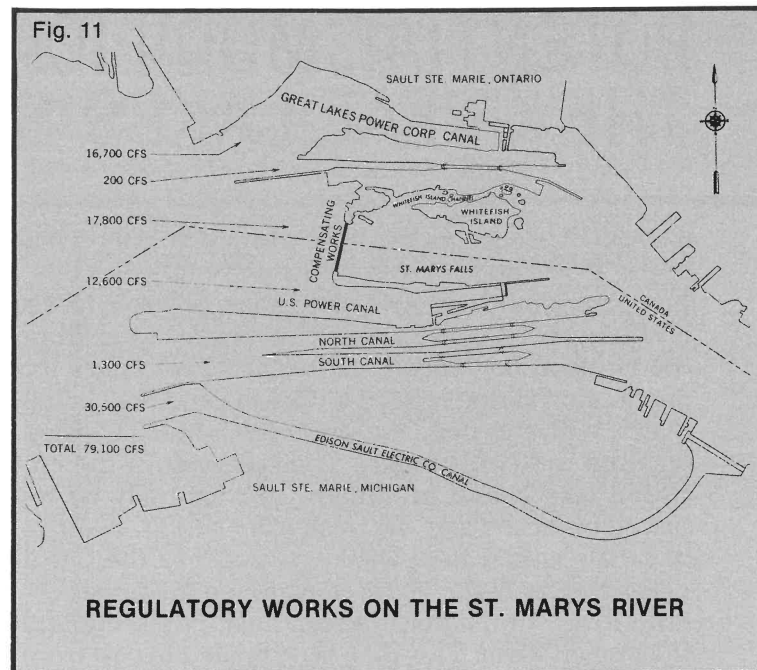 Fig. 11
SAULT STE. MARIE, ONTARIO
GREAT LAKES POWER CORP CANAL
16,700 CFS
200 CFS
WHITEFISH ISLAND CHANNEL
WHITEFISH
ISLAND
17,800 CFS
COMPENSATING
WORKS
ST. MARYS FALLS
12,600 CFS
U.S. POWER CANAL
CANADA
UNITED STATES
NORTH CANAL
1,300 CFS
SOUTH CANAL
30,500 CFS
TOTAL 79,100 CFS
EDISON SAULT ELECTRIC CO. CANAL
SAULT STE. MARIE, MICHIGAN
REGULATORY WORKS ON THE ST. MARYS RIVER